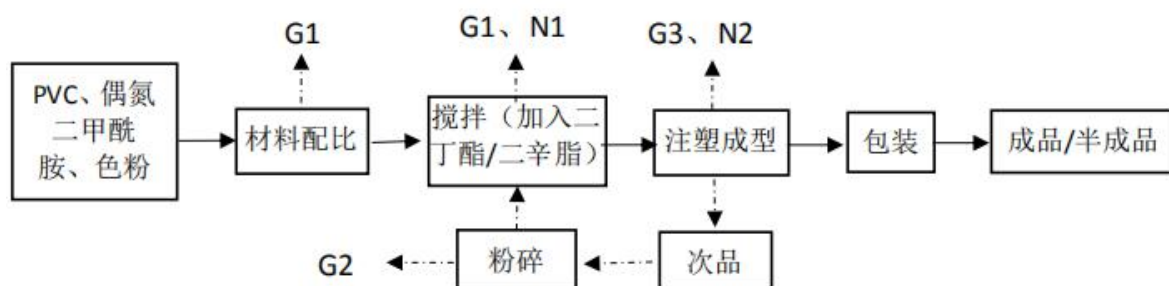 G1
G1、N1
G3、N2
PVC、偶氮
二甲酰
胺、色粉
材料配比
搅拌（加入二
丁酯/二辛脂）
注塑成型
包装
成品/半成品
G2
粉碎
次品